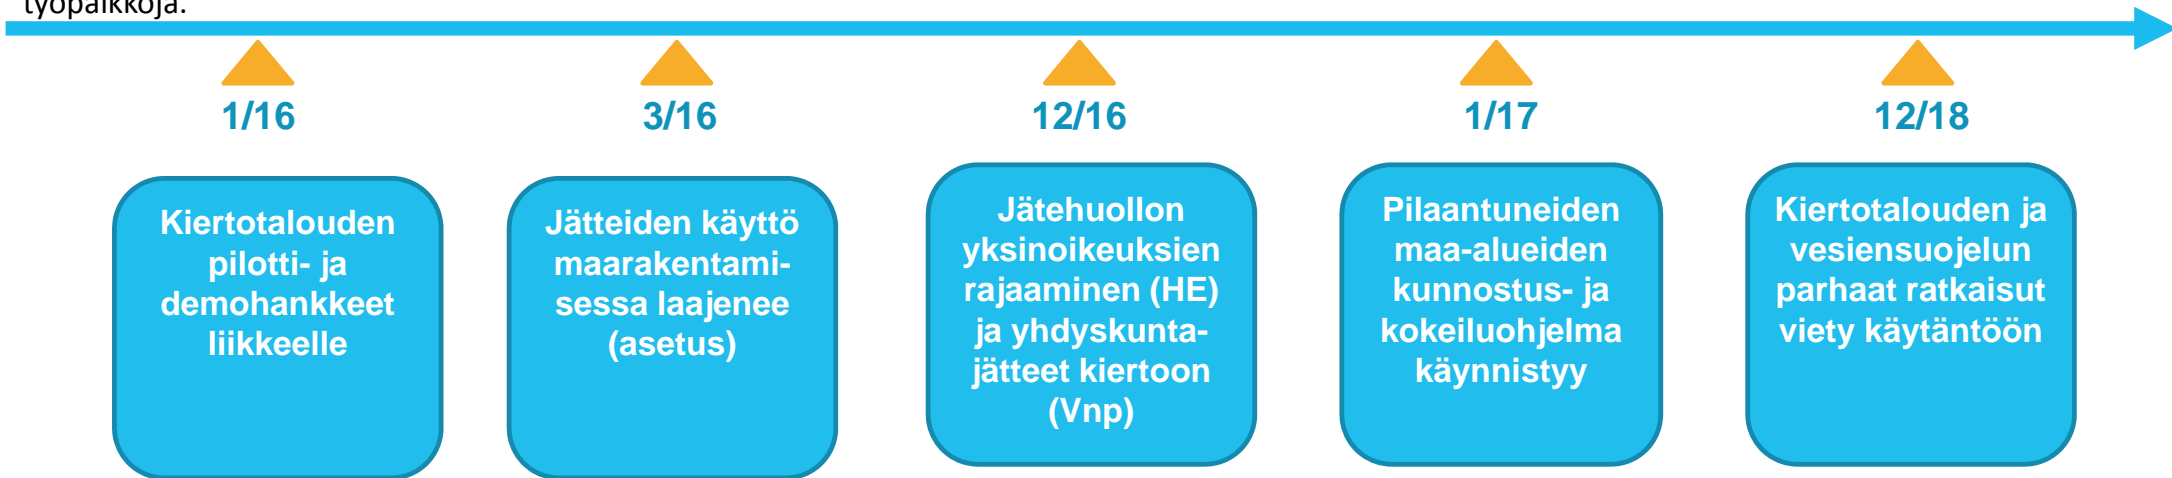 työpaikkoja.
1/16
3/16
12/16
1/17
12/18
Kiertotalouden
pilotti- ja
demohankkeet
liikkeelle
Jätteiden käyttö
maarakentami-
sessa laajenee
(asetus)
Jätehuollon
yksinoikeuksien
rajaaminen (HE)
ja yhdyskunta-
jätteet kiertoon
(Vnp)
Pilaantuneiden
maa-alueiden
kunnostus- ja
kokeiluohjelma
käynnistyy
Kiertotalouden ja
vesiensuojelun
parhaat ratkaisut
viety käytäntöön